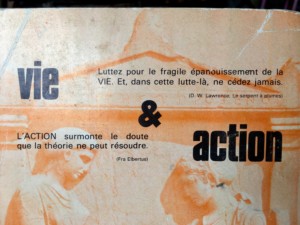 vie
Luttez pour le fragile épanouissement de la
VIE. Et, dans cette lutte-là, ne cédez jamais.
(D. W. Lawrence: Le serpent à plumes)
&
L'ACTION surmonte le doute
que la théorie ne peut résoudre.
(Fra Elbertus)
action